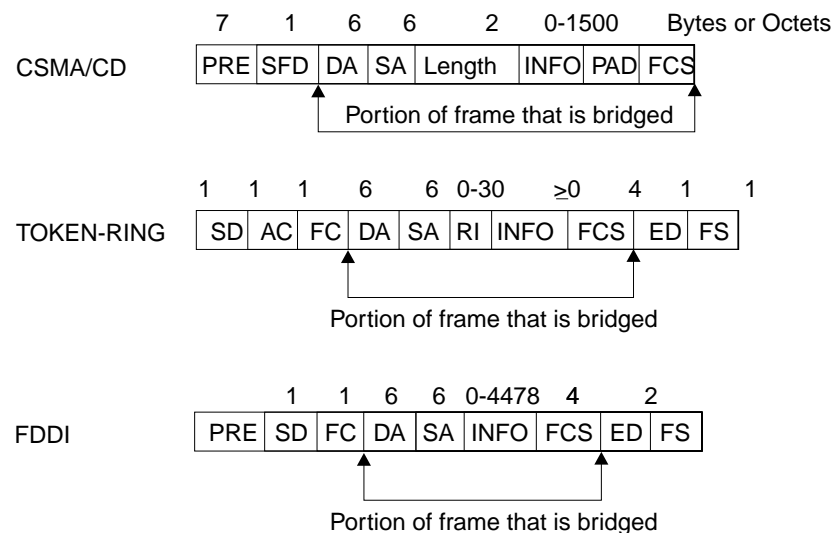 7 1 6 6 2 0-1500 Bytes or Octets
CSMA/CD PRE SFD DA SA Length INFO PAD FCS
Portion of frame that is bridged
1 1 1 6 6 0-30 ≥0 4 1 1
TOKEN-RING SD AC FC DA SA RI INFO FCS ED FS
Portion of frame that is bridged
1 1 6 6 0-4478 4 2
FDDI PRE SD FC DA SA INFO FCS ED FS
Portion of frame that is bridged